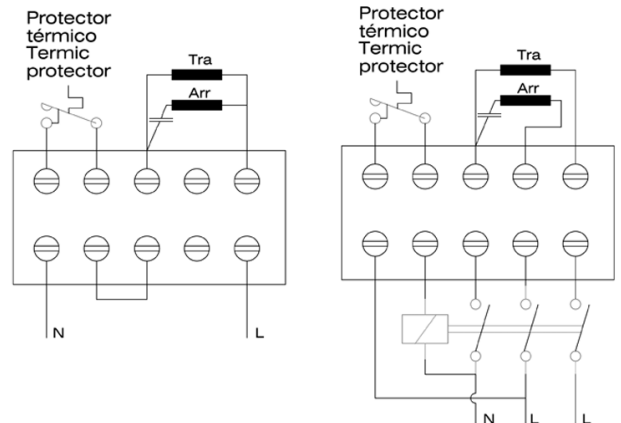 Protector
térmico
Termic
protector
Tra
Arr
N
L
Protector
térmico
Termic
protector
Tra
Arr
N
L
L